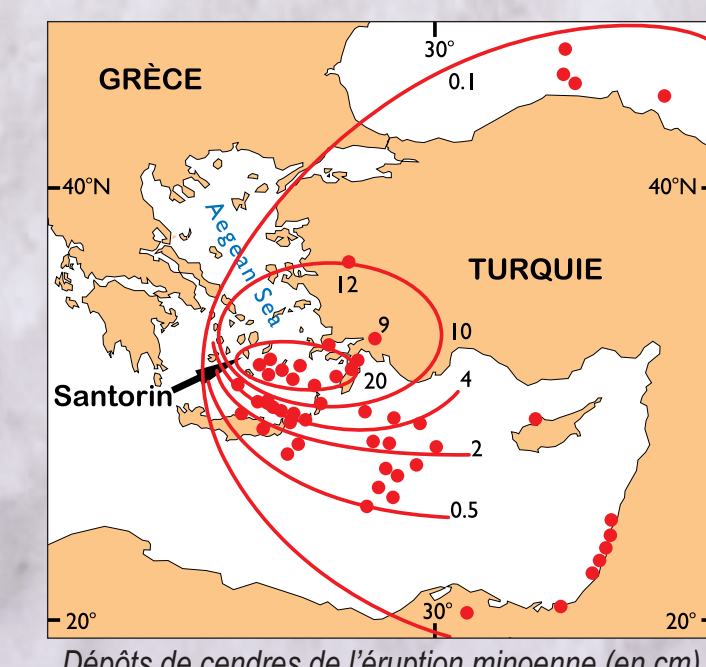 30°
GRÈCE
0.1
40°N
40°N
Aegean Sea
TURQUIE
12
9
10
Santorin
20
4
2
0.5
20°
30°
20°
Dépôts de cendres de l'éruption minoenne (en cm)